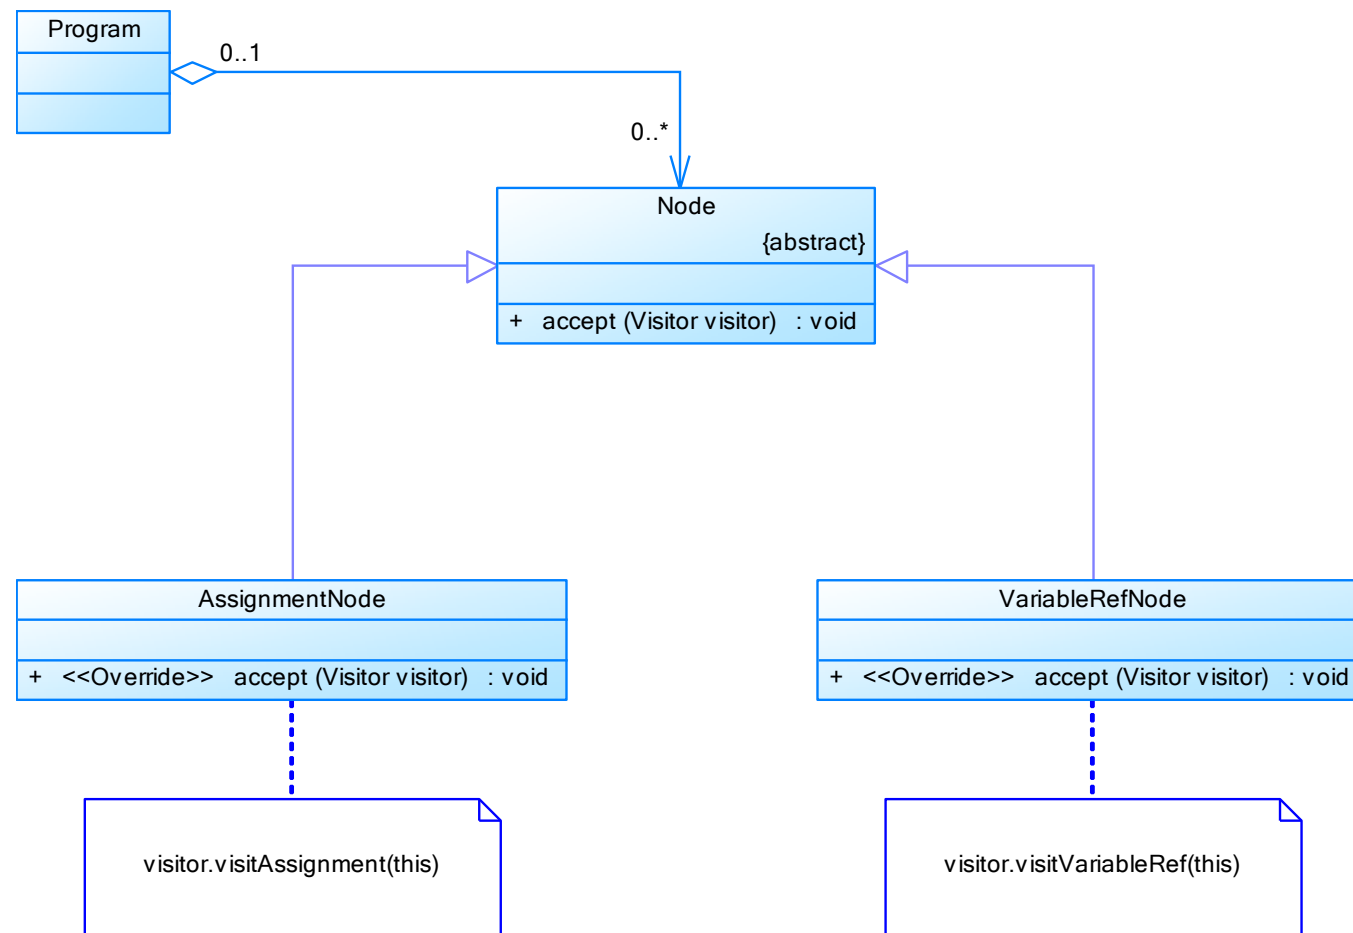 Program
0..1
0..*
Node
{abstract}
+ accept (Visitor visitor) : void
AssignmentNode
+ <<Override>> accept (Visitor visitor) : void
VariableRefNode
+ <<Override>> accept (Visitor visitor) : void
visitor.visitAssignment(this)
visitor.visitVariableRef(this)